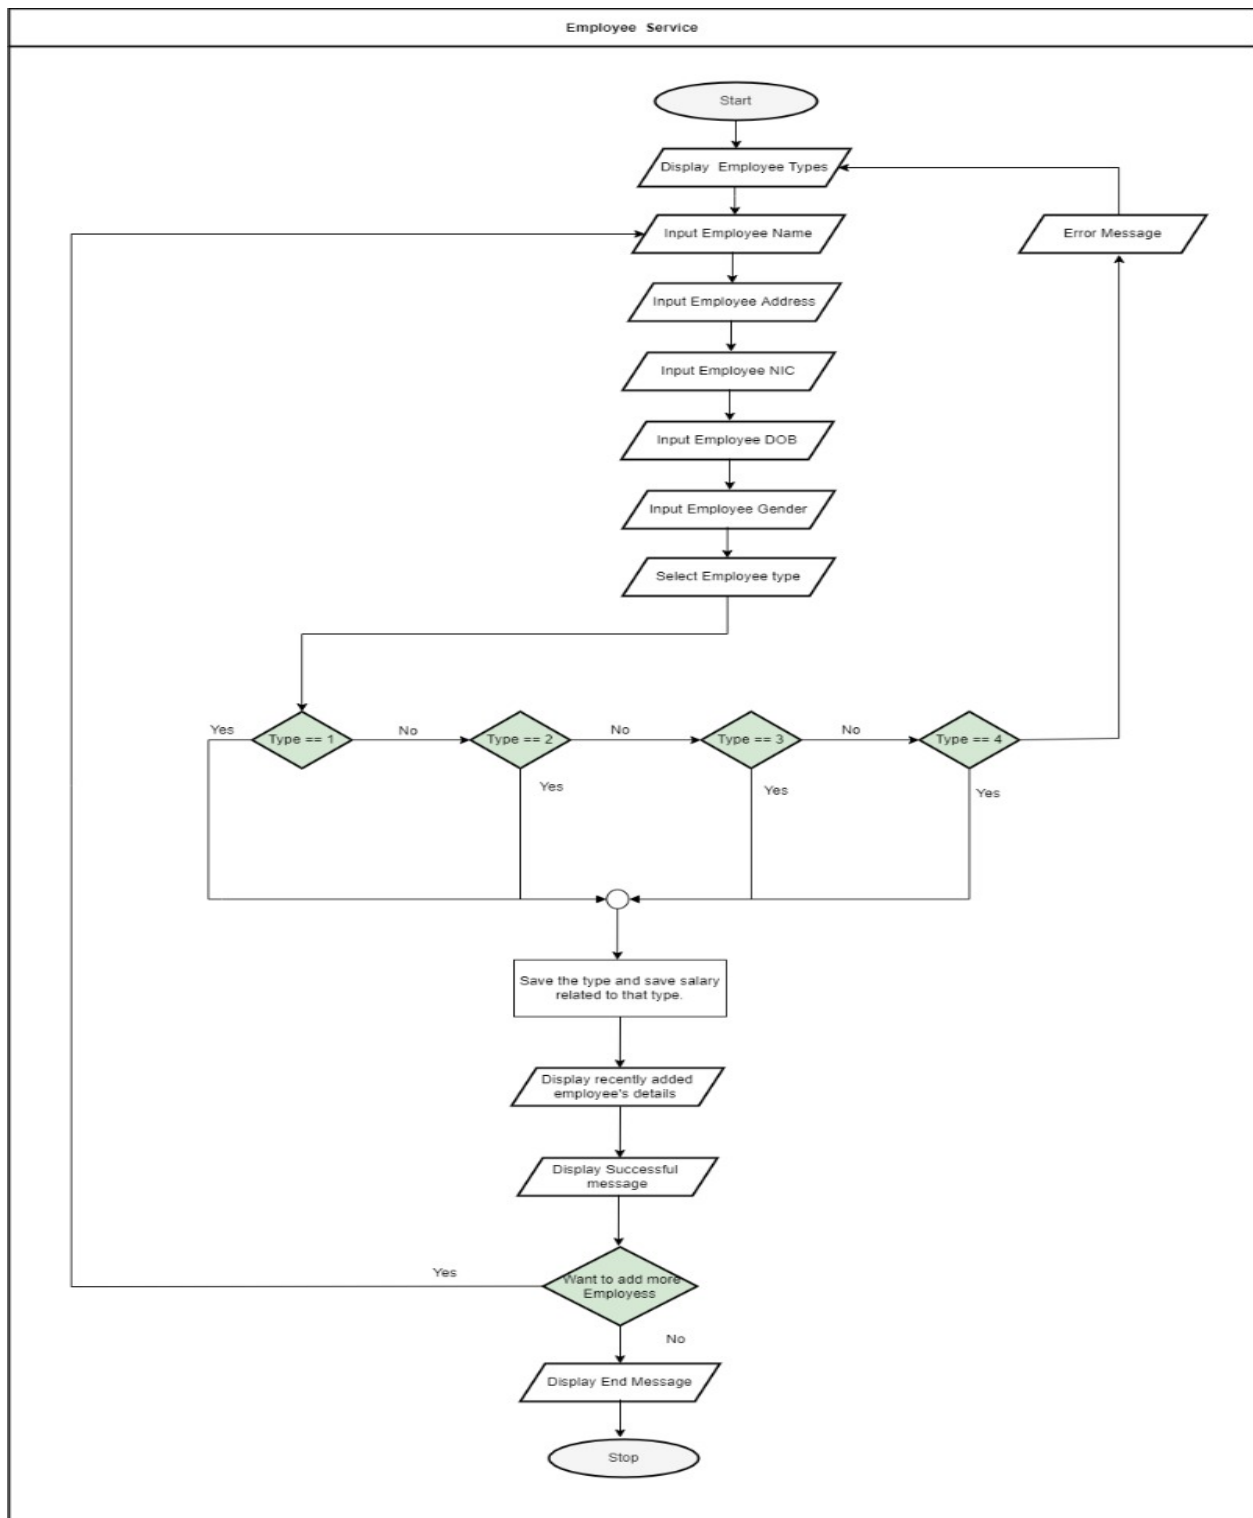 Employee Service
Start
Display Employee Types
Input Employee Name
Error Message
Input Employee Address
Input Employee NIC
Input Employee DOB
Input Employee Gender
Select Employee type
Yes
Type == 1
No
Type == 2
No
Type == 3
No
Type == 4
Yes
Yes
Yes
Save the type and save salary
related to that type.
Display recently added
employee's details
Display Successful
message
Yes
Want to add more
Employess
No
Display End Message
Stop